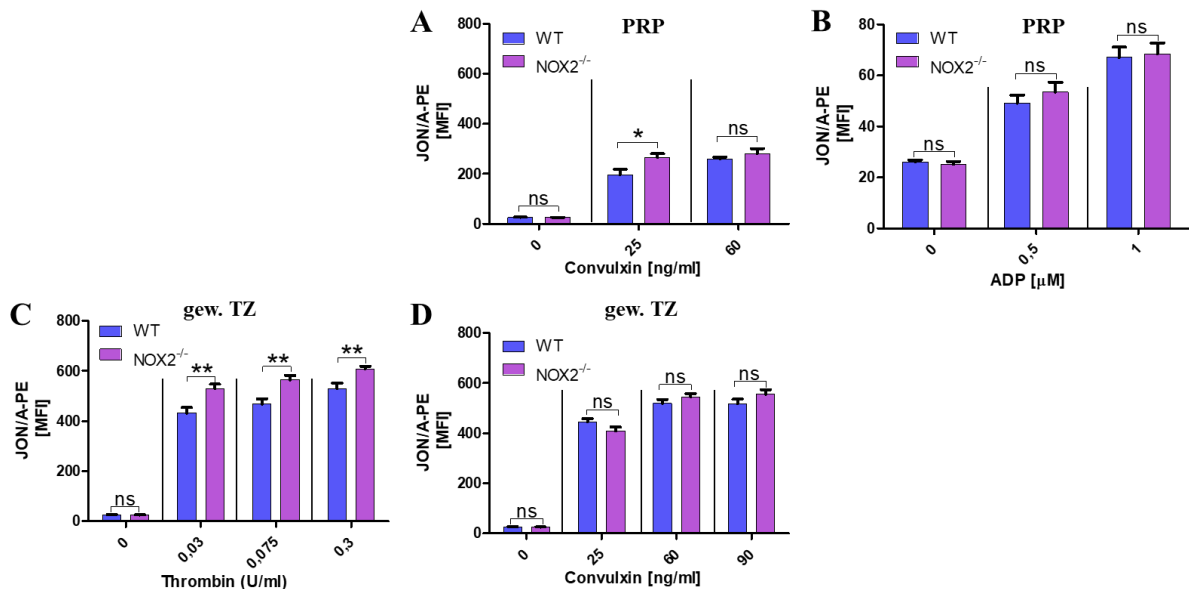 A
PRP
WT
NOX2-/-
JON/A-PE
[MFI]
800
600
400
200
0
ns
*
ns
0
25
60
Convulxin [ng/ml]
B
PRP
WT
NOX2-/-
JON/A-PE
[MFI]
80
60
40
20
0
ns
ns
ns
0
0,5
1
ADP [µM]
C
gew. TZ
WT
NOX2-/-
JON/A-PE
[MFI]
800
600
400
200
0
ns
**
**
**
0
0,03
0,075
0,3
Thrombin (U/ml)
D
gew. TZ
WT
NOX2-/-
JON/A-PE
[MFI]
800
600
400
200
0
ns
ns
ns
ns
0
25
60
90
Convulxin [ng/ml]